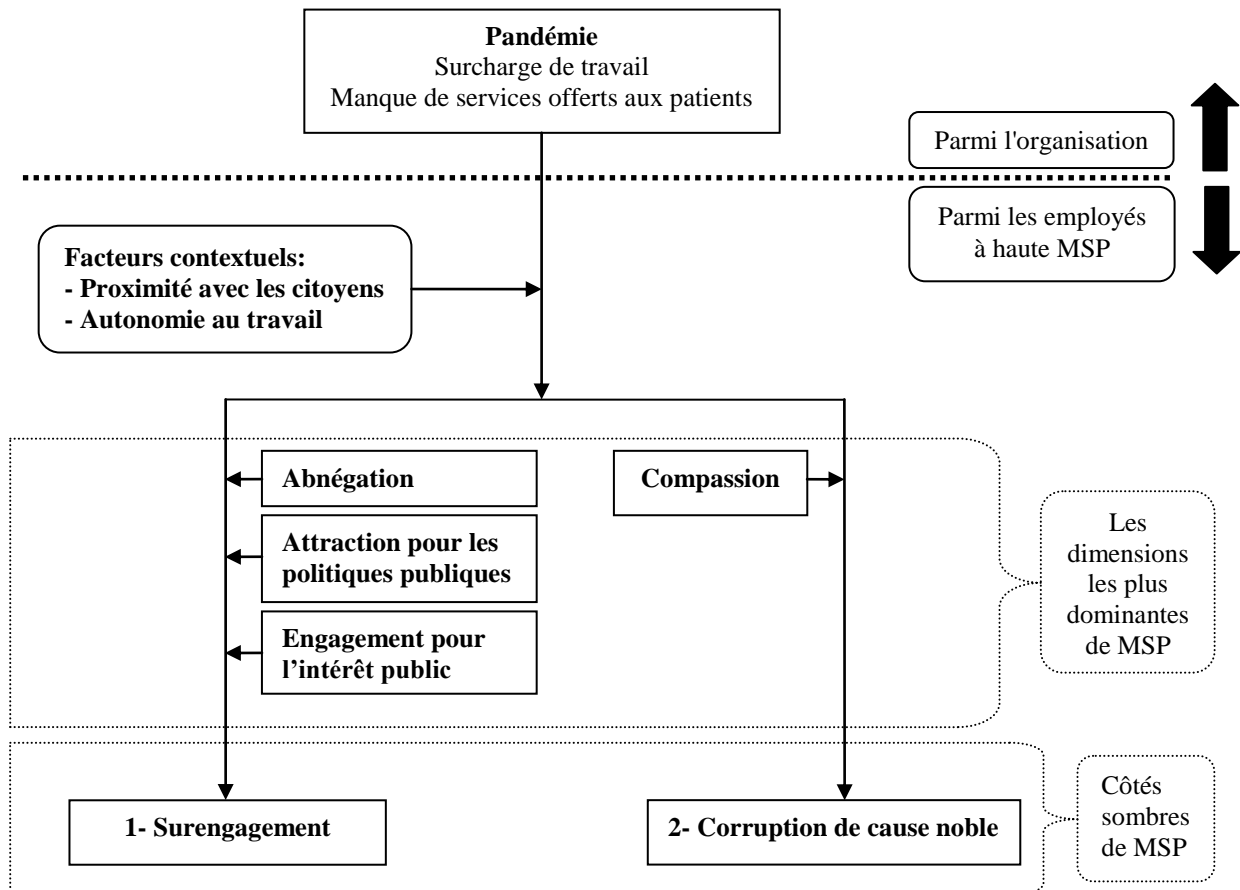 Pandémie
Surcharge de travail
Manque de services offerts aux patients
Parmi l'organisation
Parmi les employés
à haute MSP
Facteurs contextuels:
- Proximité avec les citoyens
- Autonomie au travail
Abnégation
Attraction pour les
politiques publiques
Engagement pour
l’intérêt public
Compassion
Les
dimensions
les plus
dominantes
de MSP
1- Surengagement
2- Corruption de cause noble
Côtés
sombres
de MSP